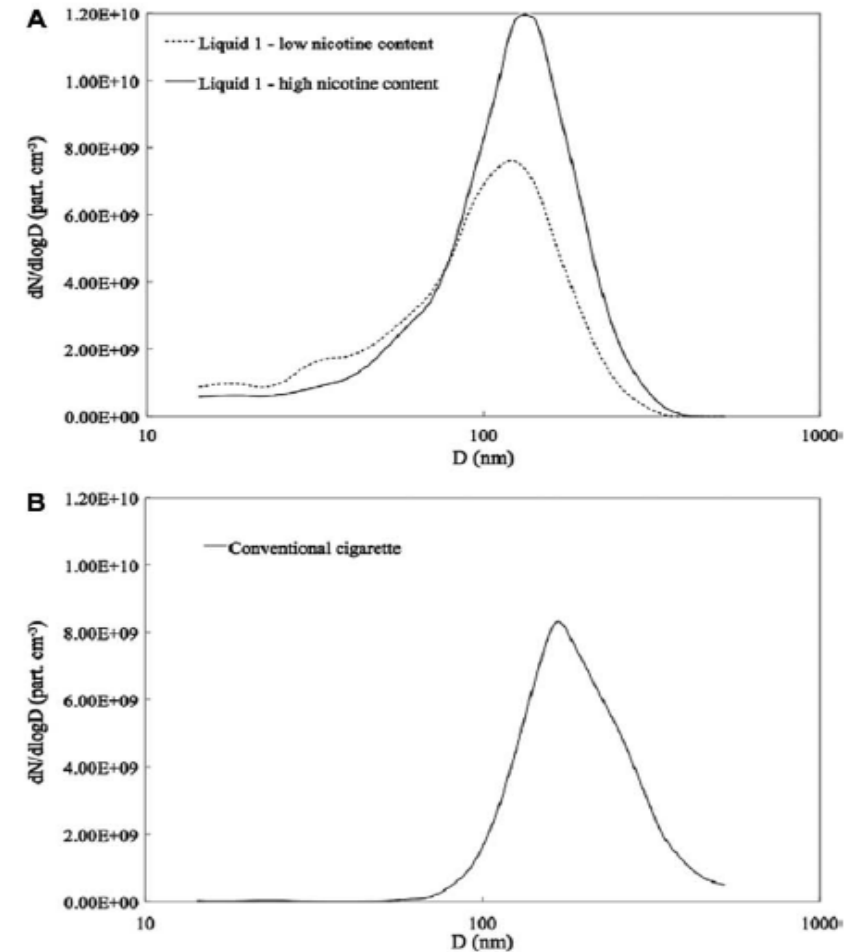 A
1.20E+10
Liquid 1 - low nicotine content
1.00E+10
Liquid 1 - high nicotine content
8.00E+09
6.00E+09
4.00E+09
2.00E+09
0.00E+00
dN/dlogD (part. cm-3)
10
100
1000
D (nm)
B
1.20E+10
Conventional cigarette
1.00E+10
8.00E+09
6.00E+09
4.00E+09
2.00E+09
0.00E+00
dN/dlogD (part. cm-3)
10
100
1000
D (nm)